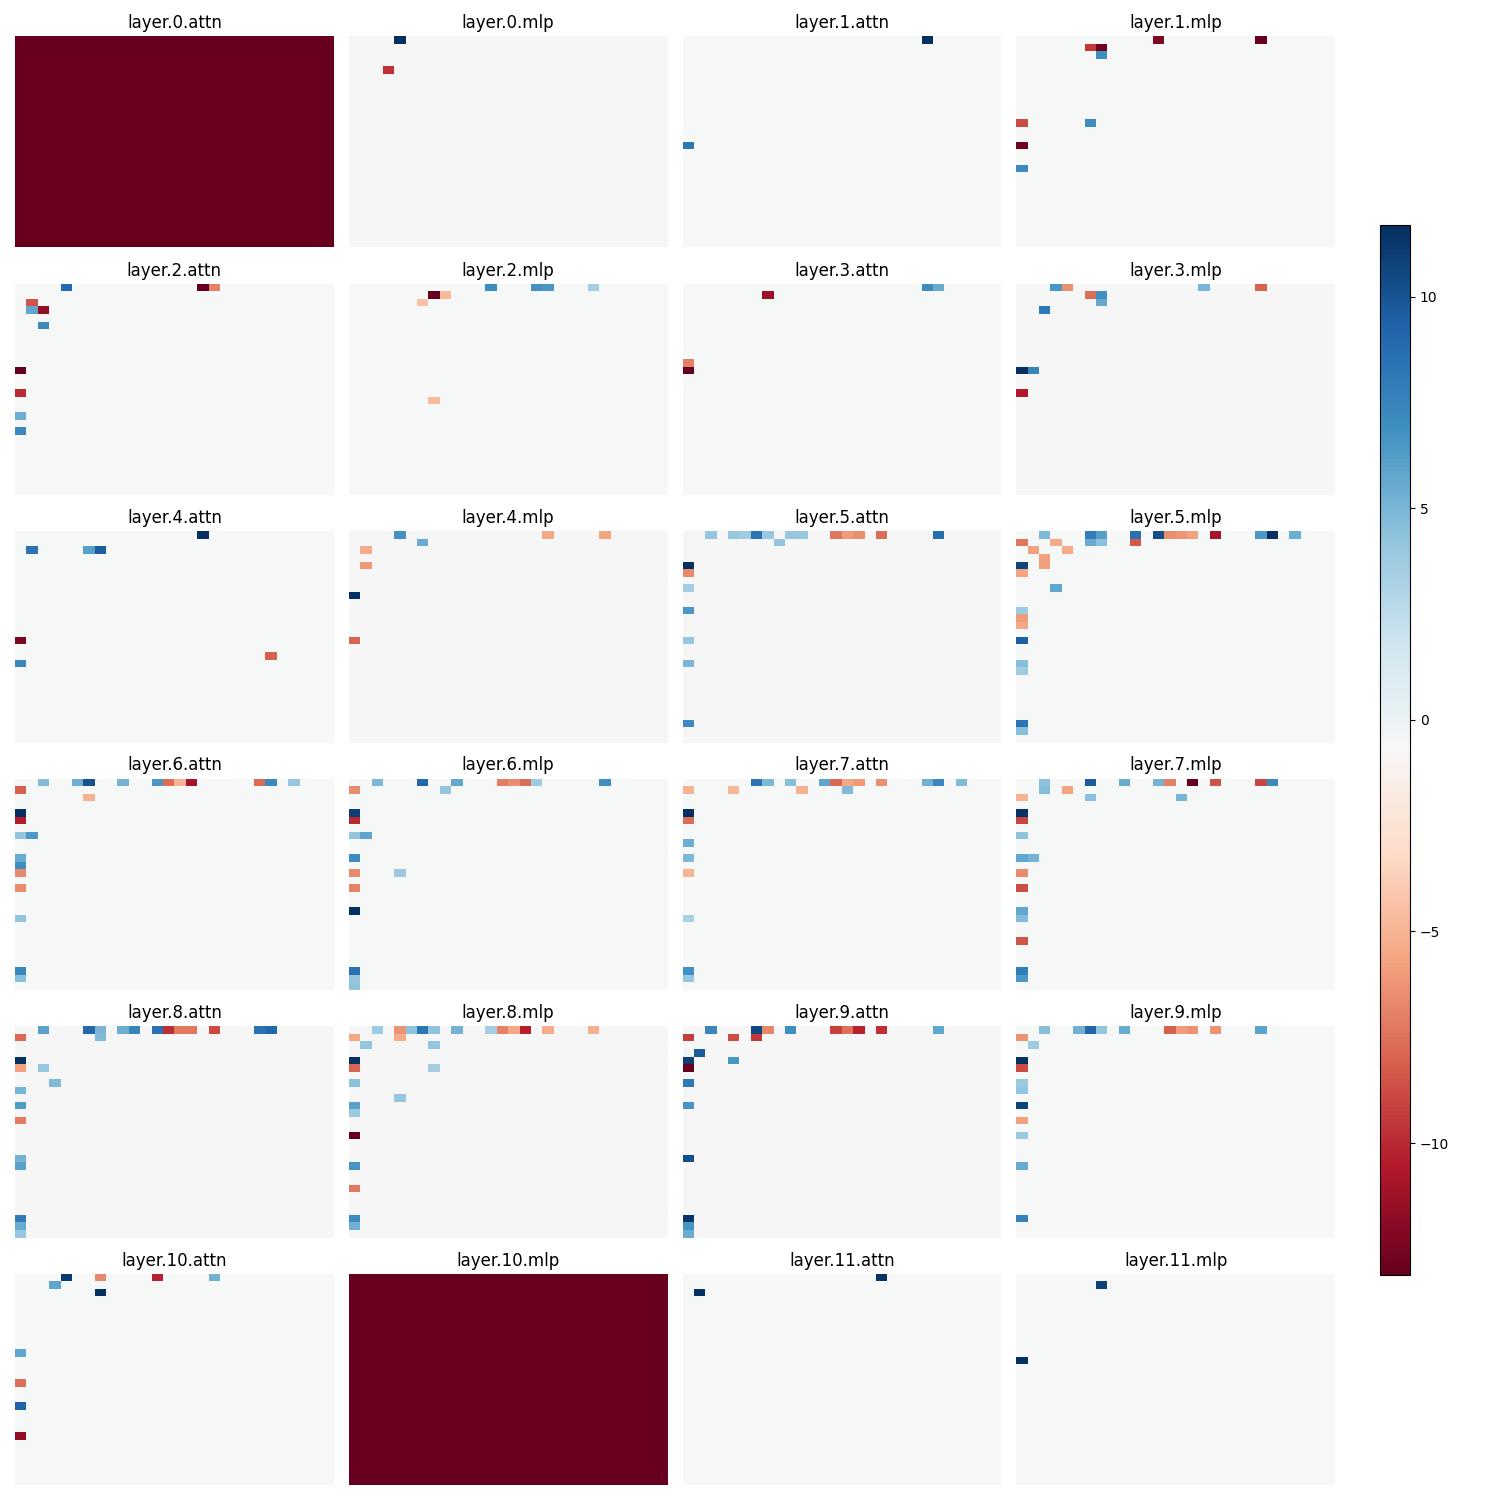 layer.0.attn layer.0.mlp layer.1.attn layer.1.mlp
layer.2.attn layer.2.mlp layer.3.attn layer.3.mlp
layer.4.attn layer.4.mlp layer.5.attn layer.5.mlp
layer.6.attn layer.6.mlp layer.7.attn layer.7.mlp
layer.8.attn layer.8.mlp layer.9.attn layer.9.mlp
layer.10.attn layer.10.mlp layer.11.attn layer.11.mlp
10
5
0
−5
−10